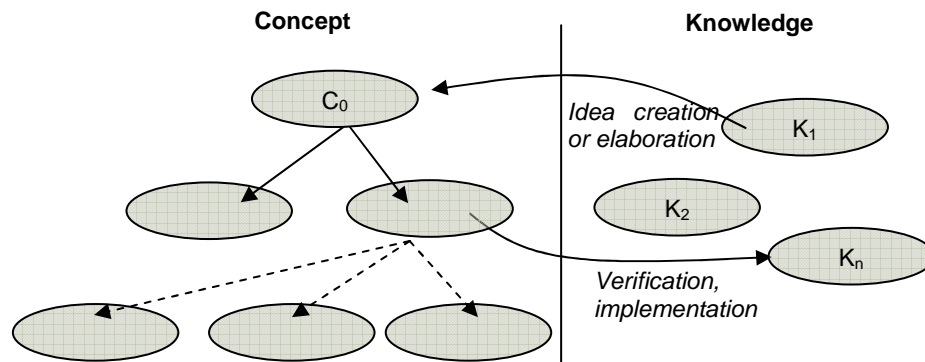 Concept
Knowledge
C₀
Idea creation
or elaboration
K₁
K₂
Kₙ
Verification,
implementation